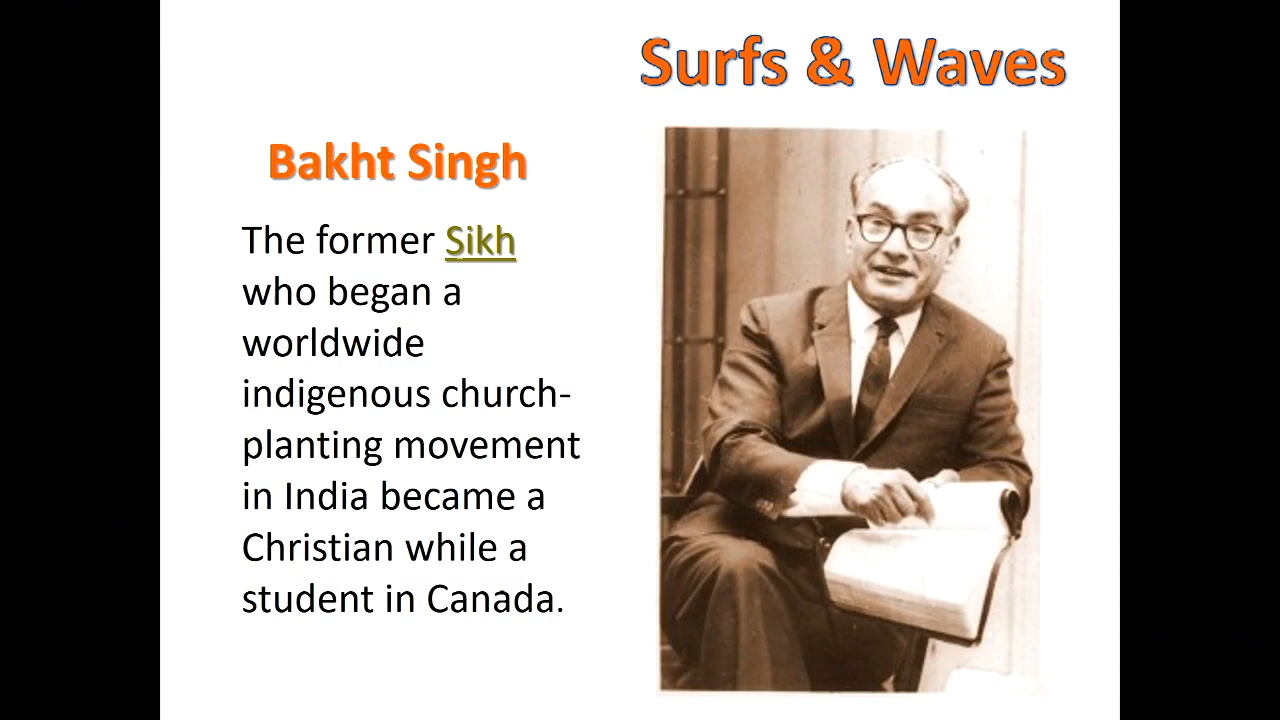 Surfs & Waves
Bakht Singh
The former Sikh
who began a
worldwide
indigenous church-
planting movement
in India became a
Christian while a
student in Canada.